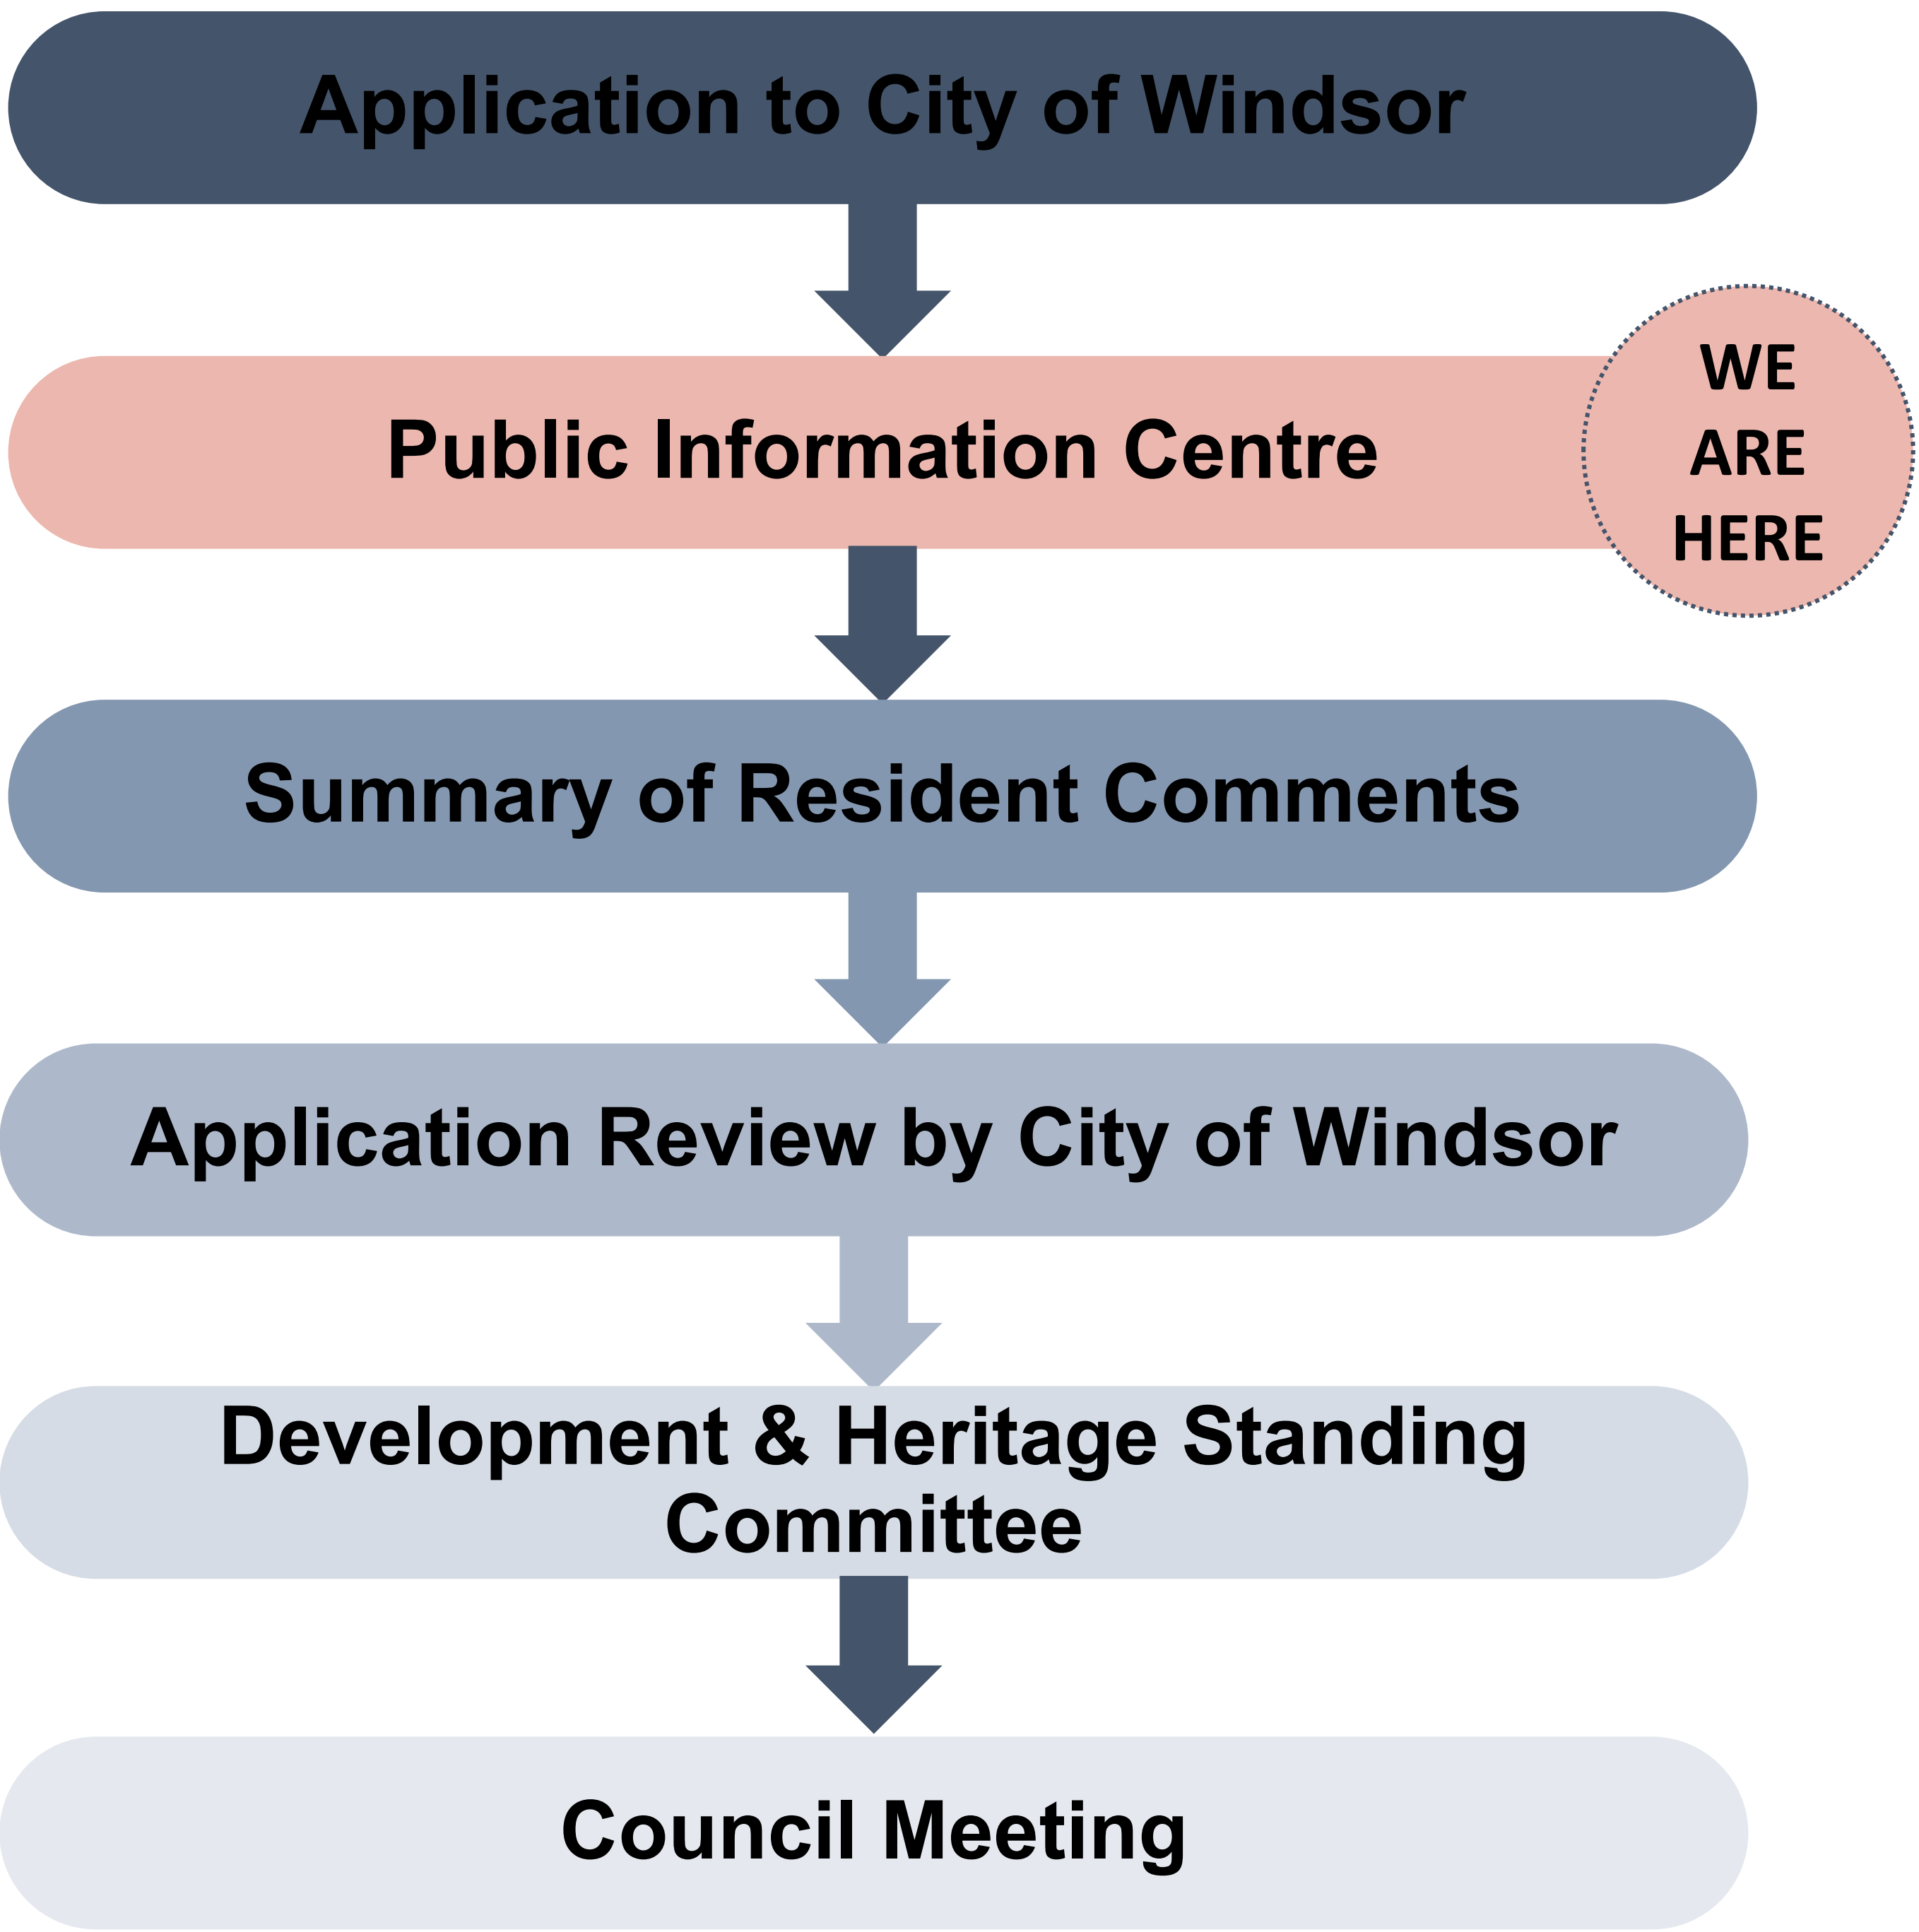 Application to City of Windsor
Public Information Centre
WE
ARE
HERE
Summary of Resident Comments
Application Review by City of Windsor
Development & Heritage Standing
Committee
Council Meeting